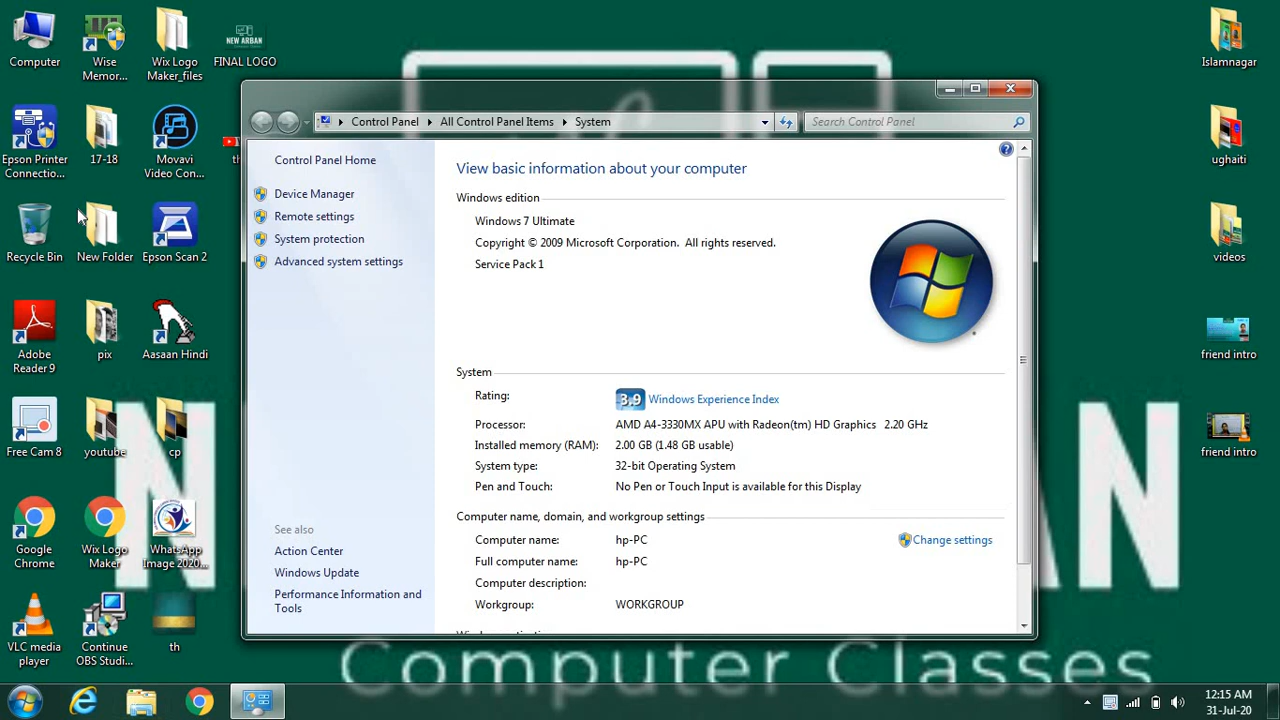 Computer
Wise
Memor...
Wix Logo
Maker_files
NEW ARBAN
FINAL LOGO
Islamnagar
Epson Printer
Connectio...
17-18
Movavi
Video Con...
th
ughaiti
Recycle Bin
New Folder
Epson Scan 2
videos
Adobe
Reader 9
pix
Aasaan Hindi
friend intro
Free Cam 8
youtube
cp
friend intro
Google
Chrome
Wix Logo
Maker
WhatsApp
Image 2020...
VLC media
player
Continue
OBS Studi...
th
Control Panel
All Control Panel Items
System
Search Control Panel
Control Panel Home
Device Manager
Remote settings
System protection
Advanced system settings
See also
Action Center
Windows Update
Performance Information and
Tools
View basic information about your computer
Windows edition
Windows 7 Ultimate
Copyright © 2009 Microsoft Corporation. All rights reserved.
Service Pack 1
System
Rating: 3.9 Windows Experience Index
Processor: AMD A4-3330MX APU with Radeon(tm) HD Graphics 2.20 GHz
Installed memory (RAM): 2.00 GB (1.48 GB usable)
System type: 32-bit Operating System
Pen and Touch: No Pen or Touch Input is available for this Display
Computer name, domain, and workgroup settings
Computer name: hp-PC
Change settings
Full computer name: hp-PC
Computer description:
Workgroup: WORKGROUP
Computer Classes
12:15 AM
31-Jul-20